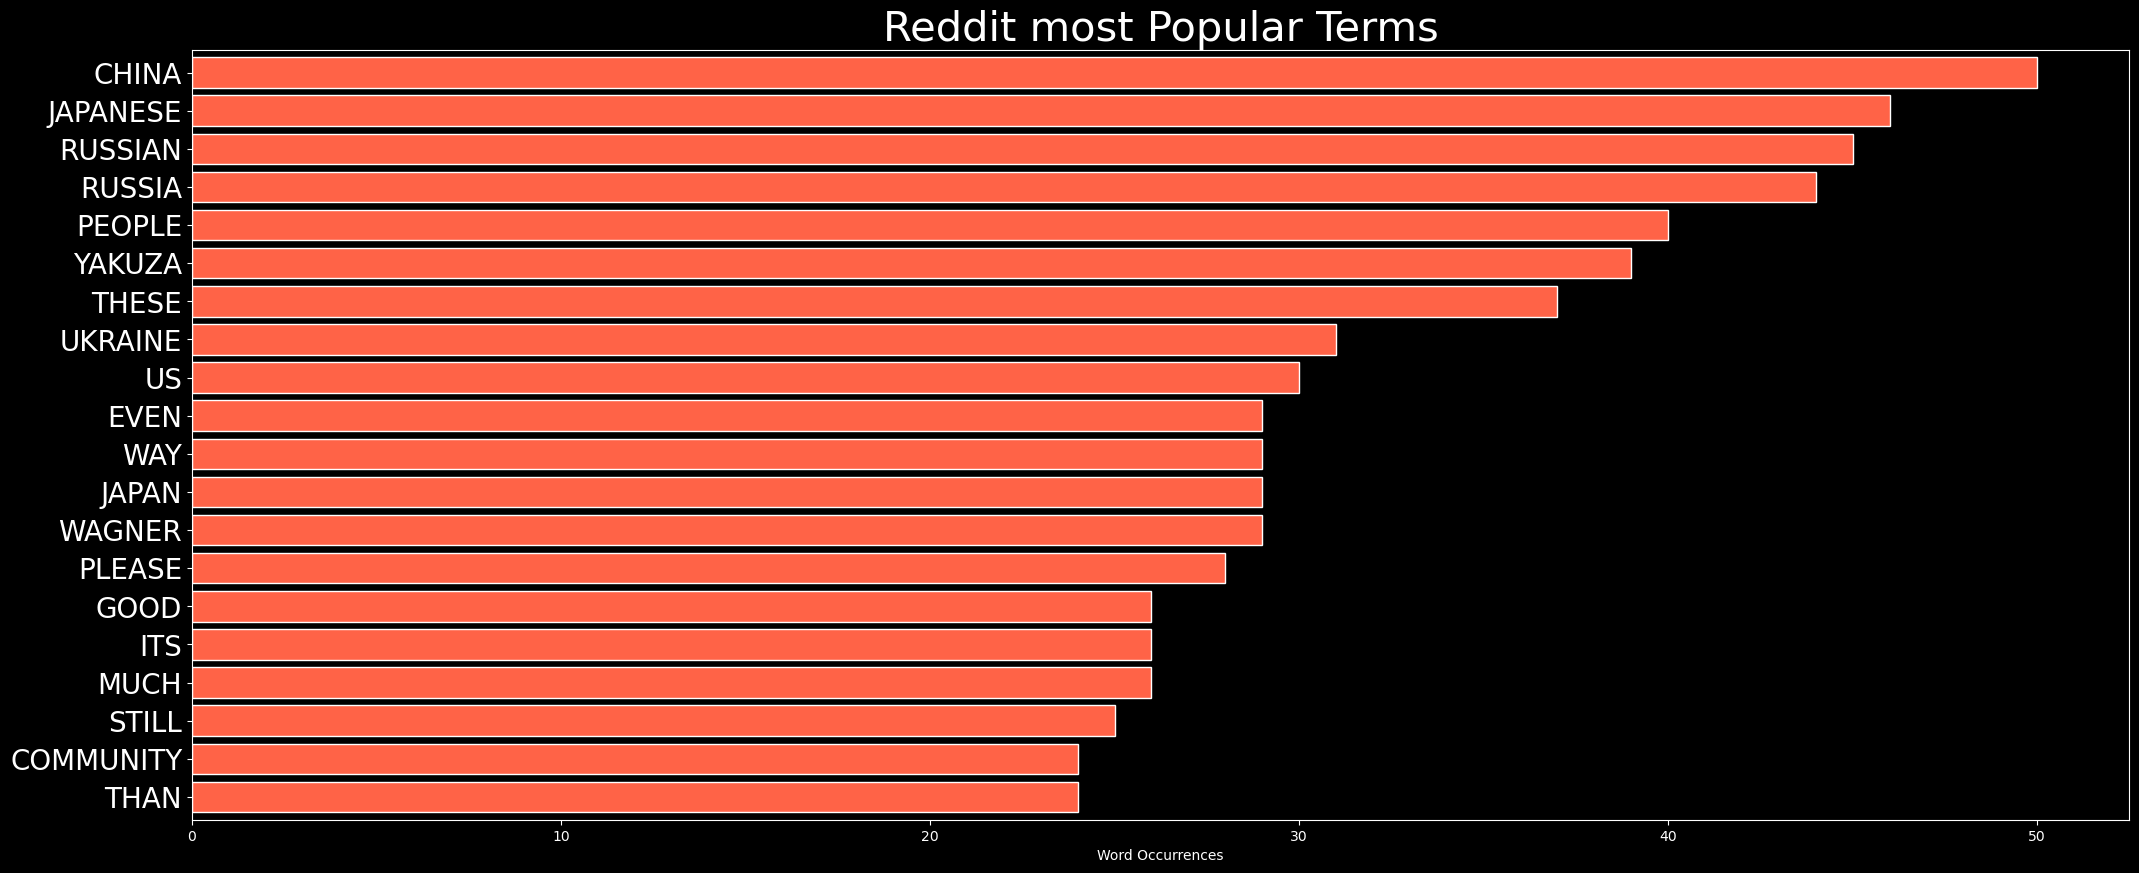 Reddit most Popular Terms
CHINA
JAPANESE
RUSSIAN
RUSSIA
PEOPLE
YAKUZA
THESE
UKRAINE
US
EVEN
WAY
JAPAN
WAGNER
PLEASE
GOOD
ITS
MUCH
STILL
COMMUNITY
THAN
0 10 20 30 40 50
Word Occurrences